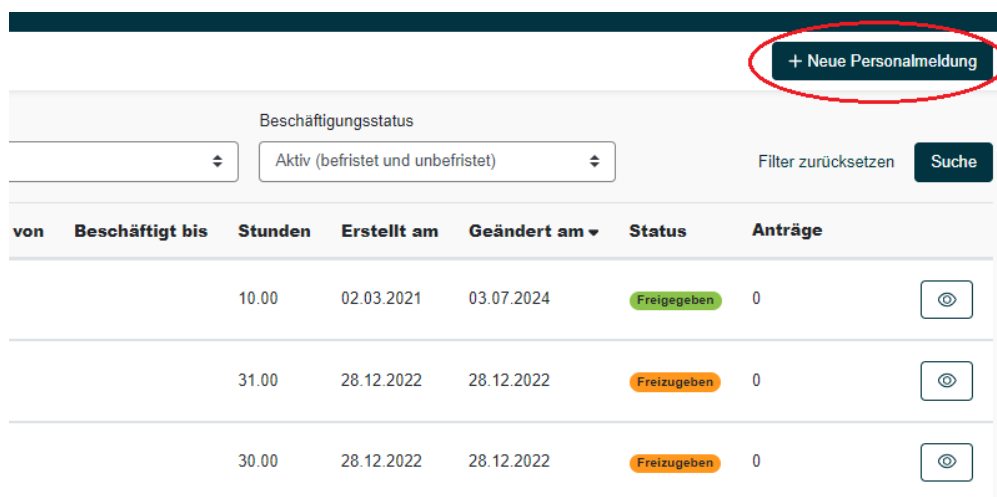 + Neue Personalmeldung
Beschäftigungsstatus
Aktiv (befristet und unbefristet)
Filter zurücksetzen
Suche
von Beschäftigt bis Stunden Erstellt am Geändert am Status Anträge
10.00 02.03.2021 03.07.2024 Freigegeben 0
31.00 28.12.2022 28.12.2022 Freizugeben 0
30.00 28.12.2022 28.12.2022 Freizugeben 0